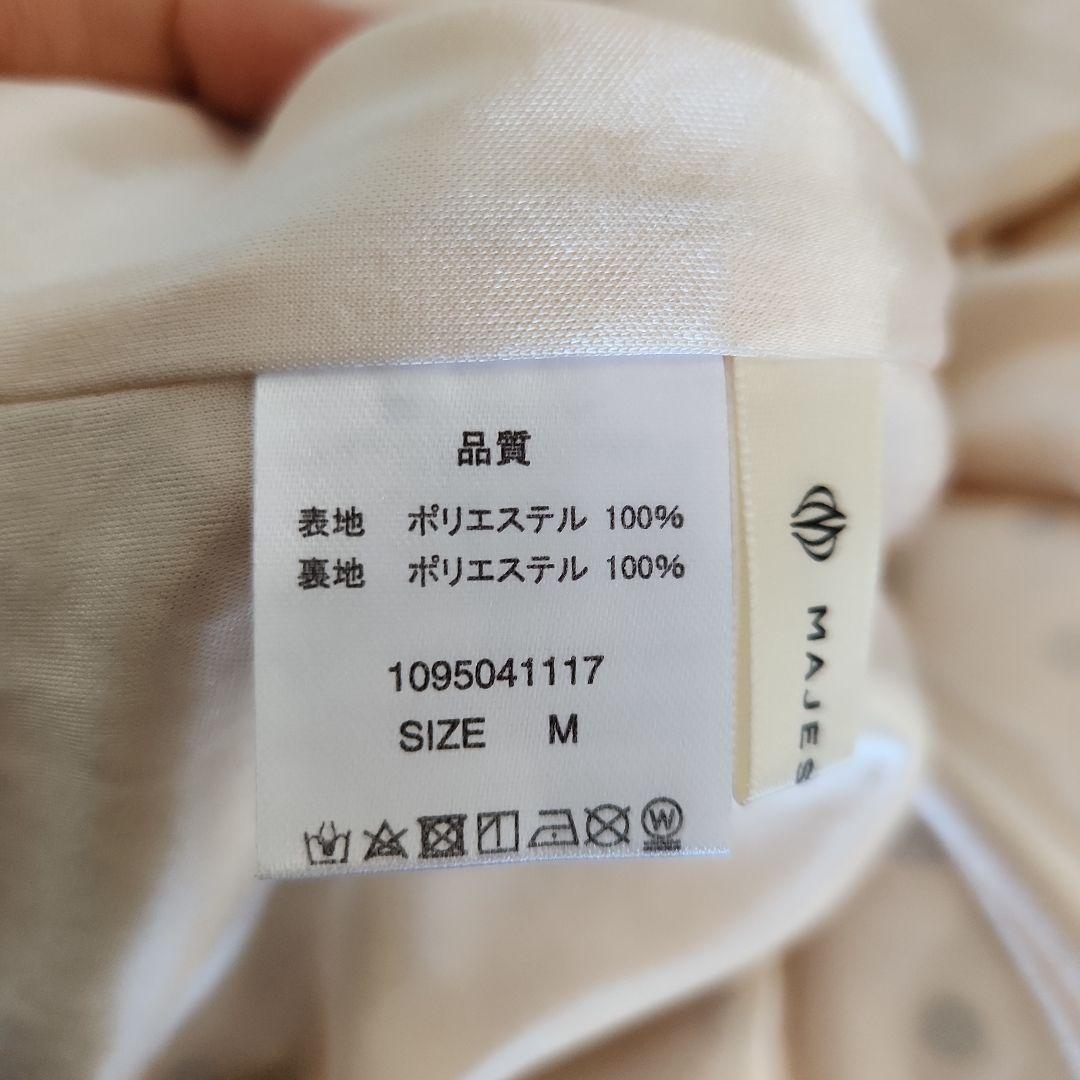 品質
表地 ポリエステル 100%
裏地 ポリエステル 100%
1095041117
SIZE M
W
MAJES